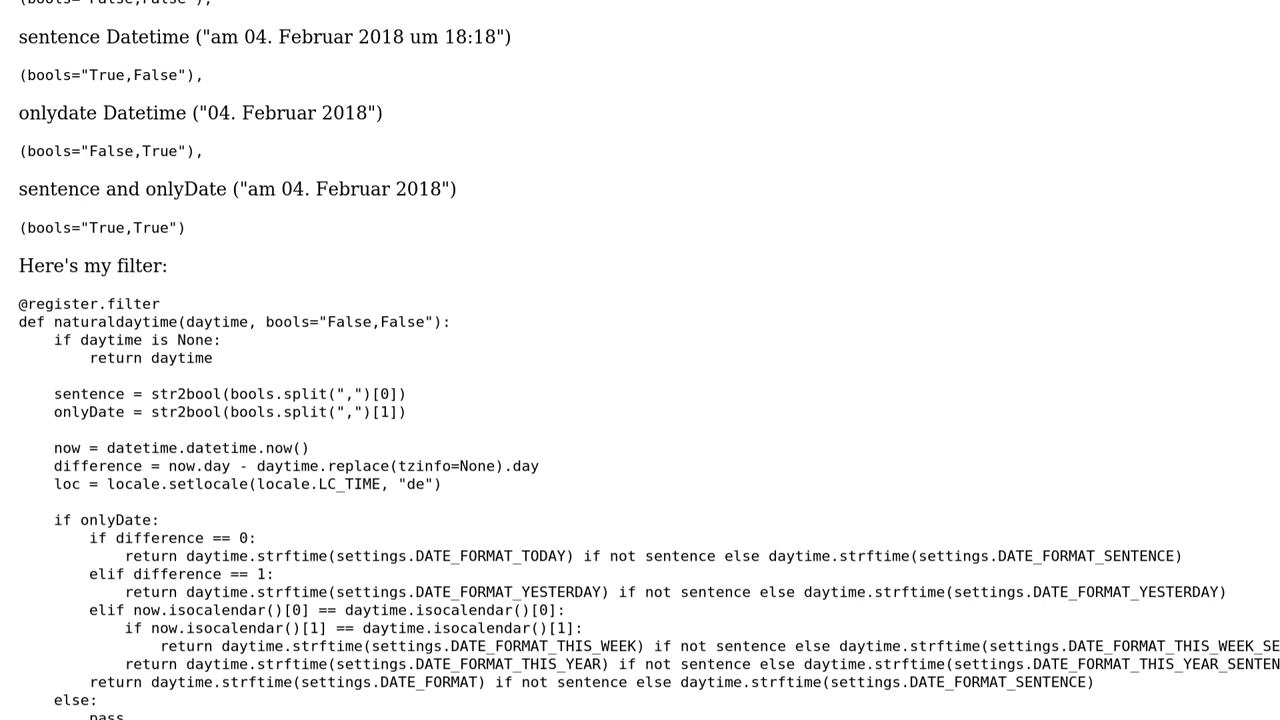 (bools="False,False"),
sentence Datetime ("am 04. Februar 2018 um 18:18")
(bools="True,False"),
onlydate Datetime ("04. Februar 2018")
(bools="False,True"),
sentence and onlyDate ("am 04. Februar 2018")
(bools="True,True")
Here's my filter:
@register.filter
def naturaldaytime(daytime, bools="False,False"):
    if daytime is None:
        return daytime
    sentence = str2bool(bools.split(",")[0])
    onlyDate = str2bool(bools.split(",")[1])
    now = datetime.datetime.now()
    difference = now.day - daytime.replace(tzinfo=None).day
    loc = locale.setlocale(locale.LC_TIME, "de")
    if onlyDate:
        if difference == 0:
            return daytime.strftime(settings.DATE_FORMAT_TODAY) if not sentence else daytime.strftime(settings.DATE_FORMAT_SENTENCE)
        elif difference == 1:
            return daytime.strftime(settings.DATE_FORMAT_YESTERDAY) if not sentence else daytime.strftime(settings.DATE_FORMAT_YESTERDAY)
        elif now.isocalendar()[0] == daytime.isocalendar()[0]:
            if now.isocalendar()[1] == daytime.isocalendar()[1]:
                return daytime.strftime(settings.DATE_FORMAT_THIS_WEEK) if not sentence else daytime.strftime(settings.DATE_FORMAT_THIS_WEEK_SE
            return daytime.strftime(settings.DATE_FORMAT_THIS_YEAR) if not sentence else daytime.strftime(settings.DATE_FORMAT_THIS_YEAR_SENTEN
        return daytime.strftime(settings.DATE_FORMAT) if not sentence else daytime.strftime(settings.DATE_FORMAT_SENTENCE)
    else:
        pass